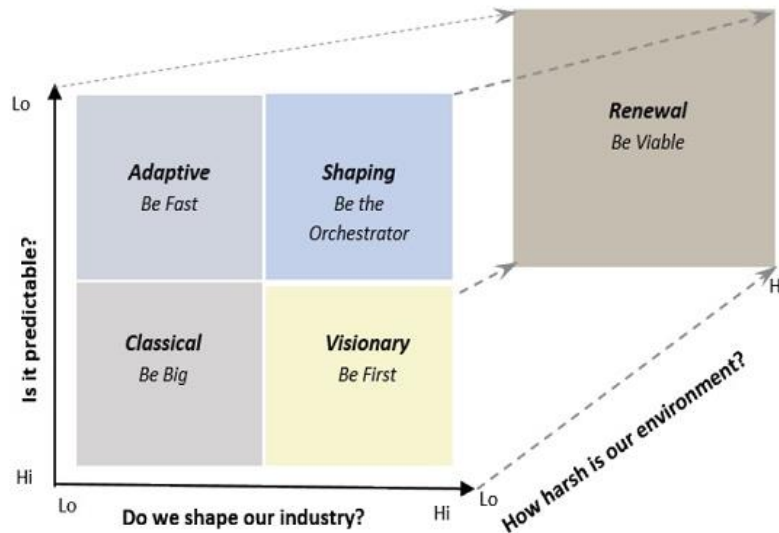 Renewal
Be Viable
Lo
Adaptive
Be Fast
Shaping
Be the
Orchestrator
Is it predictable?
Classical
Be Big
Visionary
Be First
H
How harsh is our environment?
Hi
Lo
Do we shape our industry?
Hi
Lo